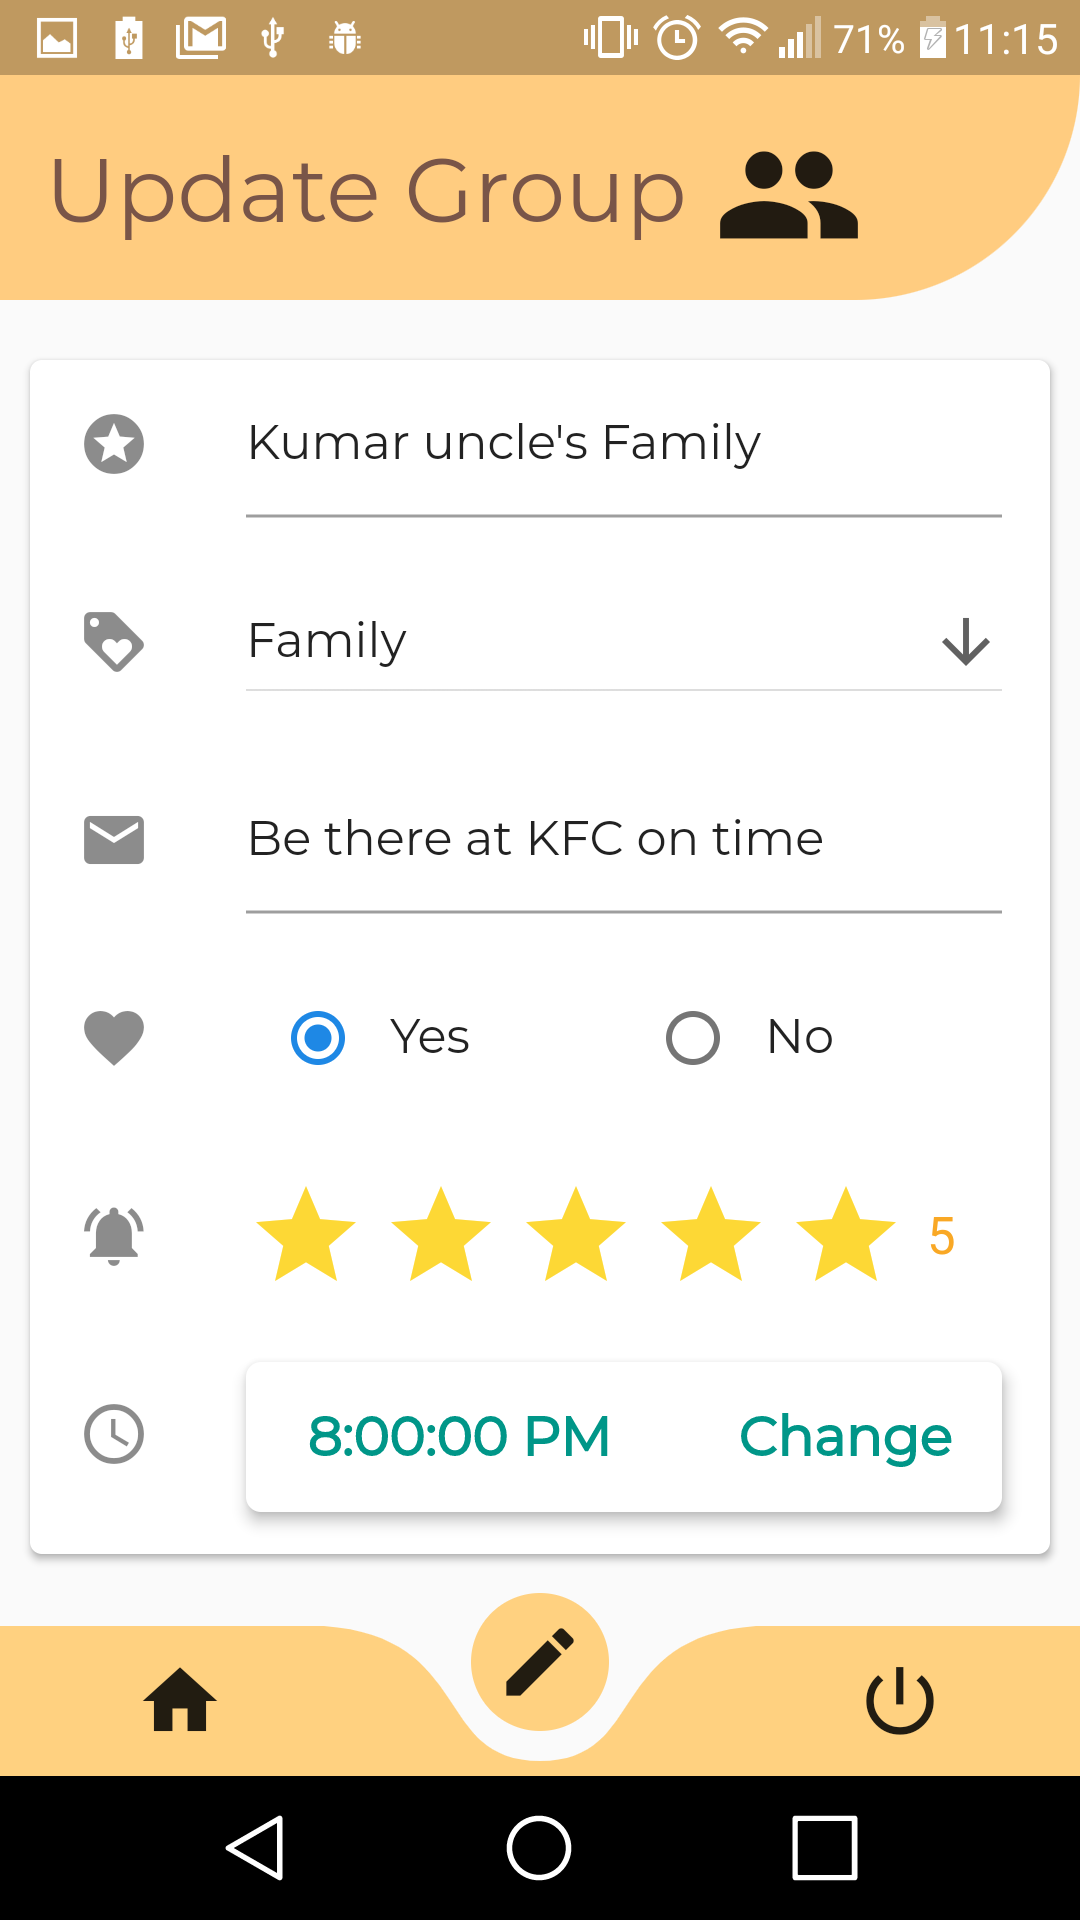 71% 11:15
Update Group
Kumar uncle's Family
Family
Be there at KFC on time
Yes No
5
8:00:00 PM Change